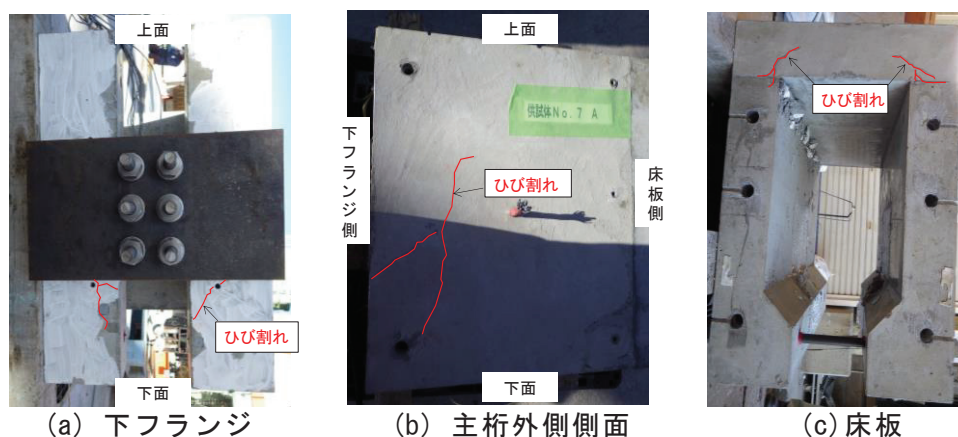 上面
ひび割れ
下面
(a) 下フランジ
上面
下フランジ側
供試体No.7 A
ひび割れ
床板側
下面
(b) 主桁外側側面
ひび割れ
(c)床板